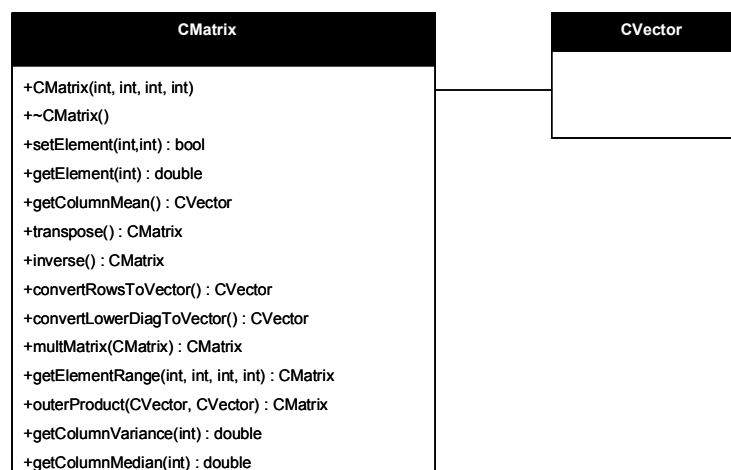 CMatrix
+CMatrix(int, int, int, int)
+~CMatrix()
+setElement(int,int) : bool
+getElement(int) : double
+getColumnMean() : CVector
+transpose() : CMatrix
+inverse() : CMatrix
+convertRowsToVector() : CVector
+convertLowerDiagToVector() : CVector
+multMatrix(CMatrix) : CMatrix
+getElementRange(int, int, int, int) : CMatrix
+outerProduct(CVector, CVector) : CMatrix
+getColumnVariance(int) : double
+getColumnMedian(int) : double
CVector